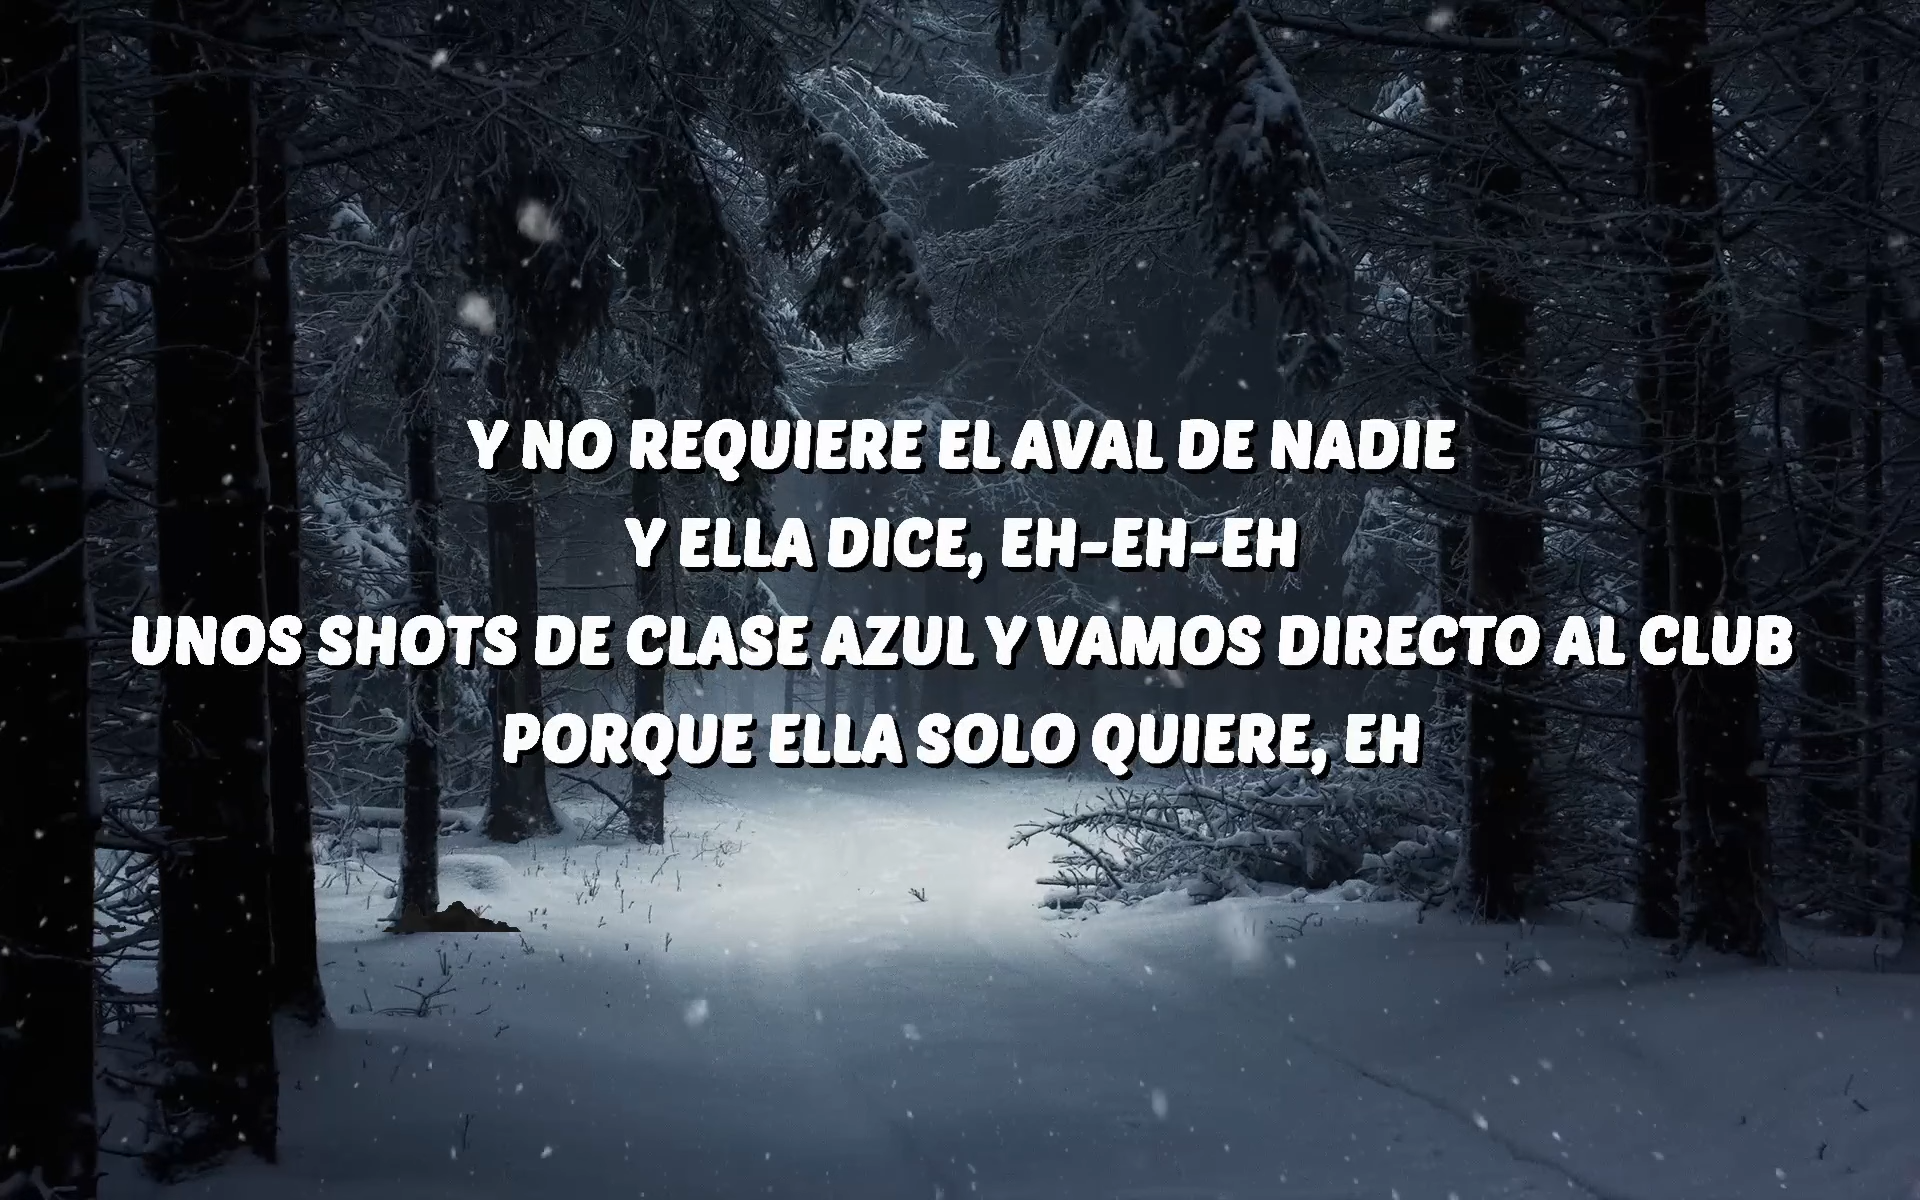 Y NO REQUIERE EL AVAL DE NADIE
Y ELLA DICE, EH-EH-EH
UNOS SHOTS DE CLASE AZUL Y VAMOS DIRECTO AL CLUB
PORQUE ELLA SOLO QUIERE, EH